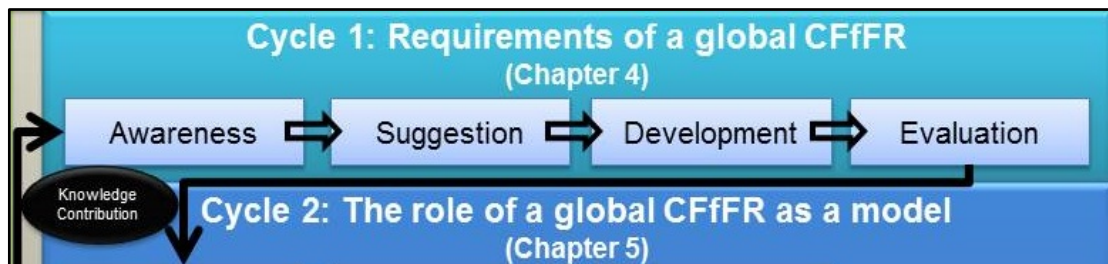 Cycle 1: Requirements of a global CFfFR
(Chapter 4)
Awareness
Suggestion
Development
Evaluation
Knowledge
Contribution
Cycle 2: The role of a global CFfFR as a model
(Chapter 5)